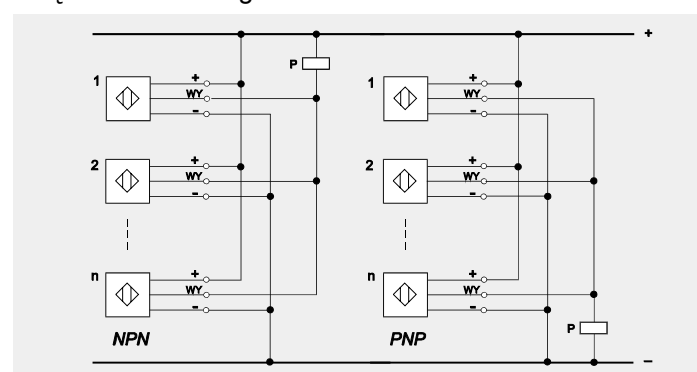 +
P
1 + WY -
1 + WY -
2 + WY -
2 + WY -
n + WY -
n + WY -
P
NPN
PNP
-